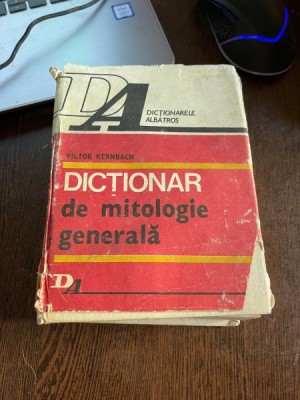 DA
DICȚIONARELE
ALBATROS
VICTOR KERNBACH
DICȚIONAR
de mitologie
generală
DA